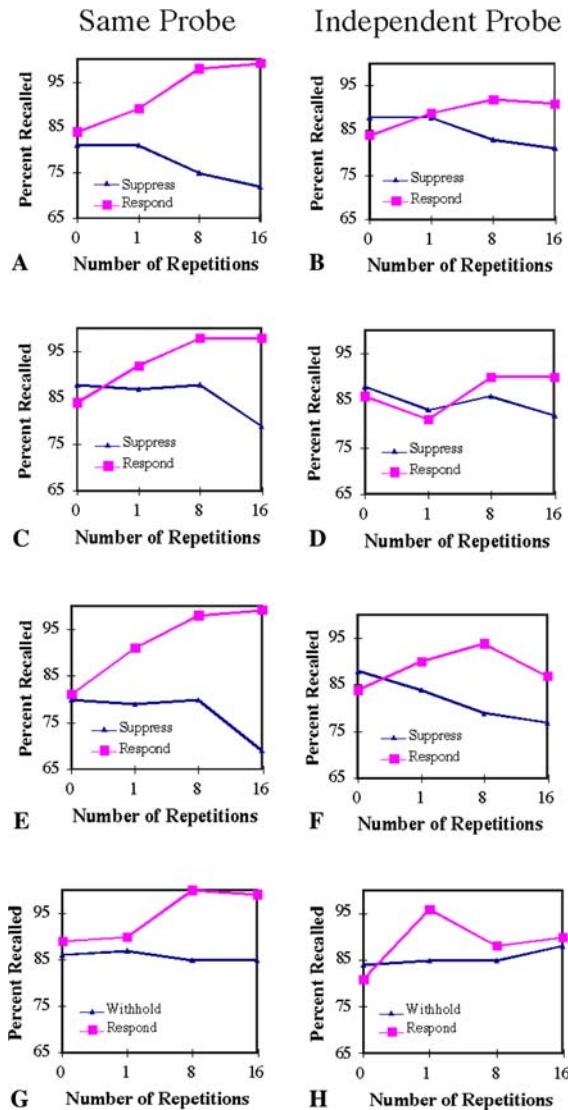 Same Probe
Independent Probe
Percent Recalled
95
85
75
65
Suppress
Respond
0 1 8 16
A
Number of Repetitions
Percent Recalled
95
85
75
65
Suppress
Respond
0 1 8 16
B
Number of Repetitions
Percent Recalled
95
85
75
65
Suppress
Respond
0 1 8 16
C
Number of Repetitions
Percent Recalled
95
85
75
65
Suppress
Respond
0 1 8 16
D
Number of Repetitions
Percent Recalled
95
85
75
65
Suppress
Respond
0 1 8 16
E
Number of Repetitions
Percent Recalled
95
85
75
65
Suppress
Respond
0 1 8 16
F
Number of Repetitions
Percent Recalled
95
85
75
65
Withhold
Respond
0 1 8 16
G
Number of Repetitions
Percent Recalled
95
85
75
65
Withhold
Respond
0 1 8 16
H
Number of Repetitions